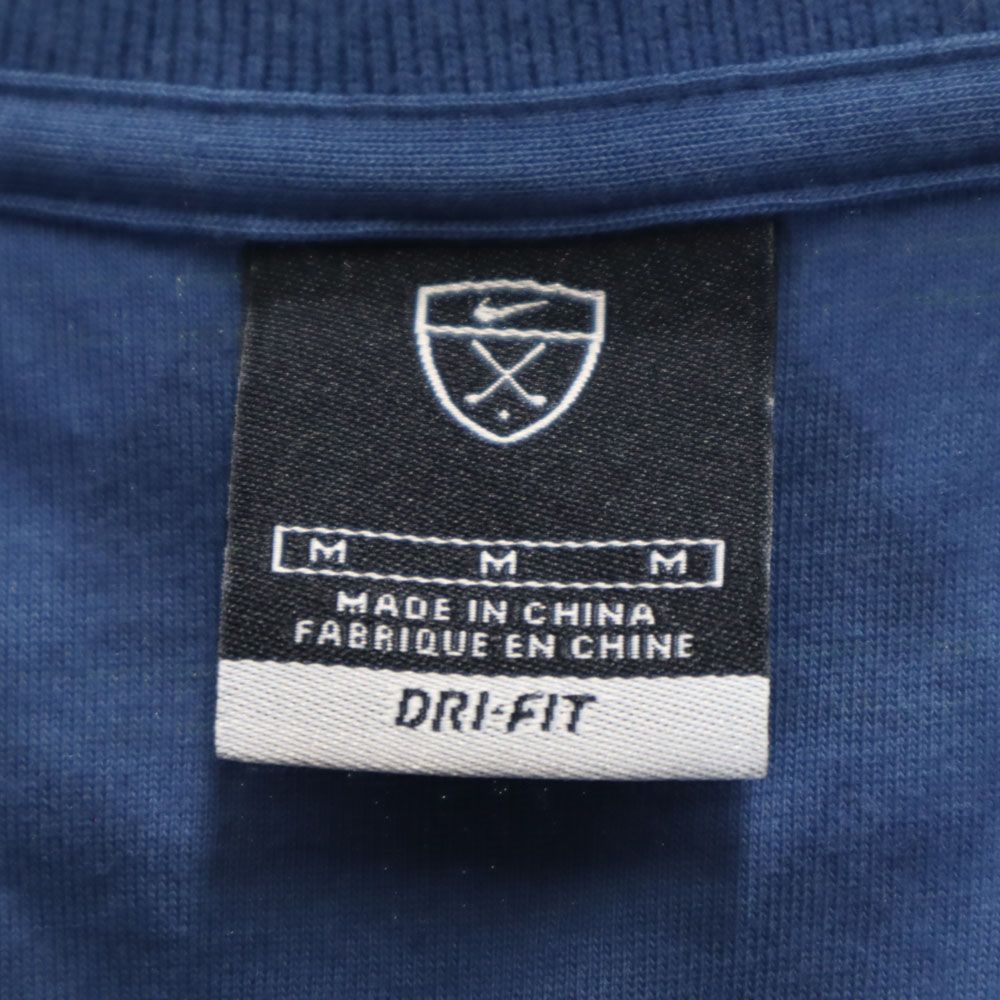 M M M
MADE IN CHINA
FABRIQUE EN CHINE
DRI-FIT